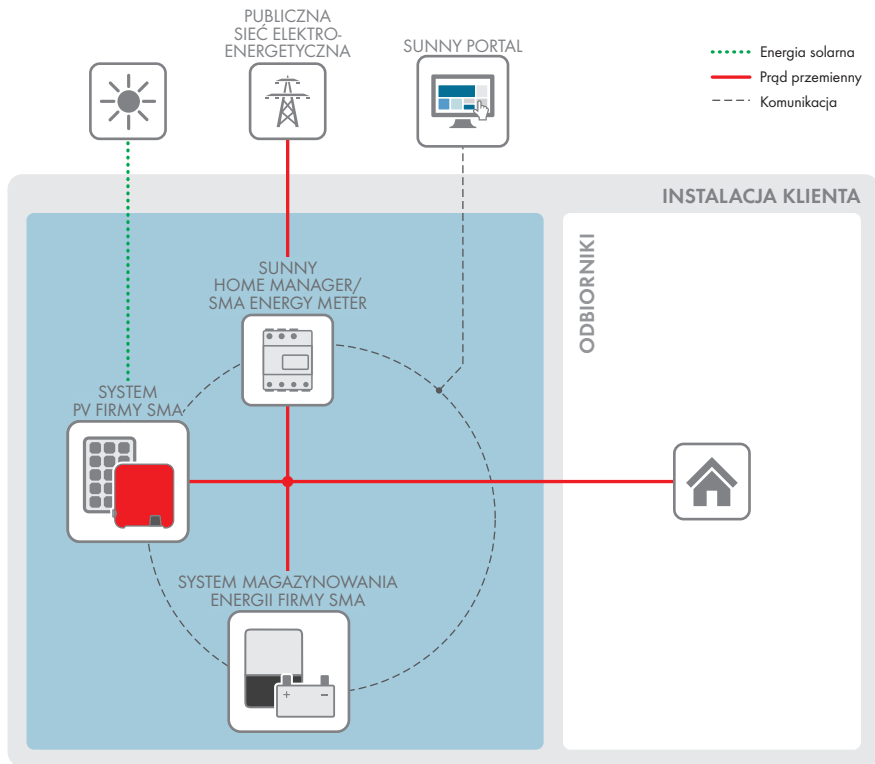 PUBLICZNA
SIEĆ ELEKTRO-
ENERGETYCZNA
SUNNY PORTAL
Energia solarna
Prąd przemienny
Komunikacja
INSTALACJA KLIENTA
ODBIORNIKI
SUNNY
HOME MANAGER/
SMA ENERGY METER
SYSTEM
PV FIRMY SMA
SYSTEM MAGAZYNOWANIA
ENERGII FIRMY SMA
+ −